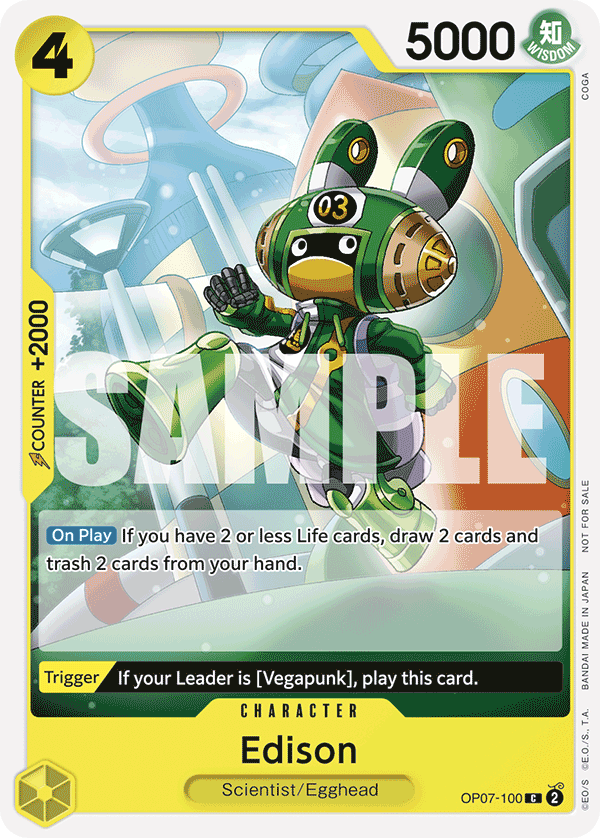 4
5000
知
WISDOM
COGA
03
COUNTER +2000
SAMPLE
On Play If you have 2 or less Life cards, draw 2 cards and
trash 2 cards from your hand.
Trigger If your Leader is [Vegapunk], play this card.
CHARACTER
Edison
Scientist/Egghead
OP07-100 C 2
©EO/S ©E.O./S., T.A. BANDAI MADE IN JAPAN NOT FOR SALE